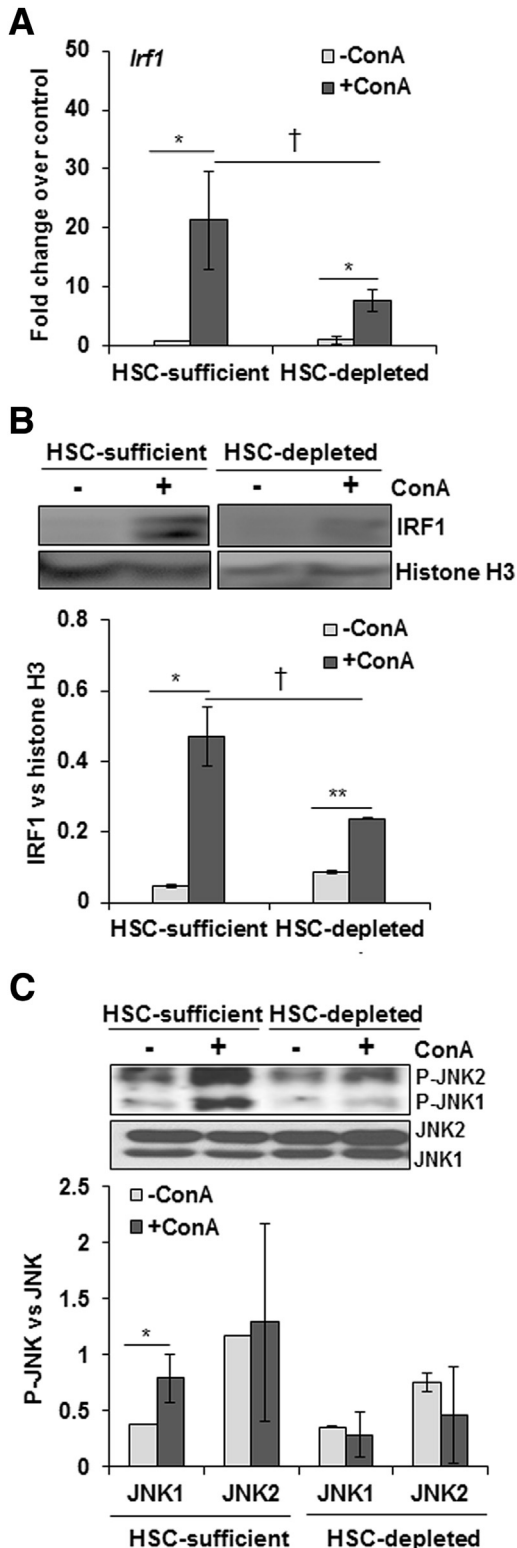 A
Irf1
-ConA
+ConA
Fold change over control
50
40
30
20
10
0
*
†
*
HSC-sufficient HSC-depleted
B
HSC-sufficient HSC-depleted
- + - + ConA
IRF1
Histone H3
-ConA
+ConA
IRF1 vs histone H3
0.8
0.6
0.4
0.2
0
*
†
**
HSC-sufficient HSC-depleted
C
HSC-sufficient HSC-depleted
- + - + ConA
P-JNK2
P-JNK1
JNK2
JNK1
-ConA
+ConA
P-JNK vs JNK
2.5
2
1.5
1
0.5
0
*
JNK1 JNK2 JNK1 JNK2
HSC-sufficient HSC-depleted